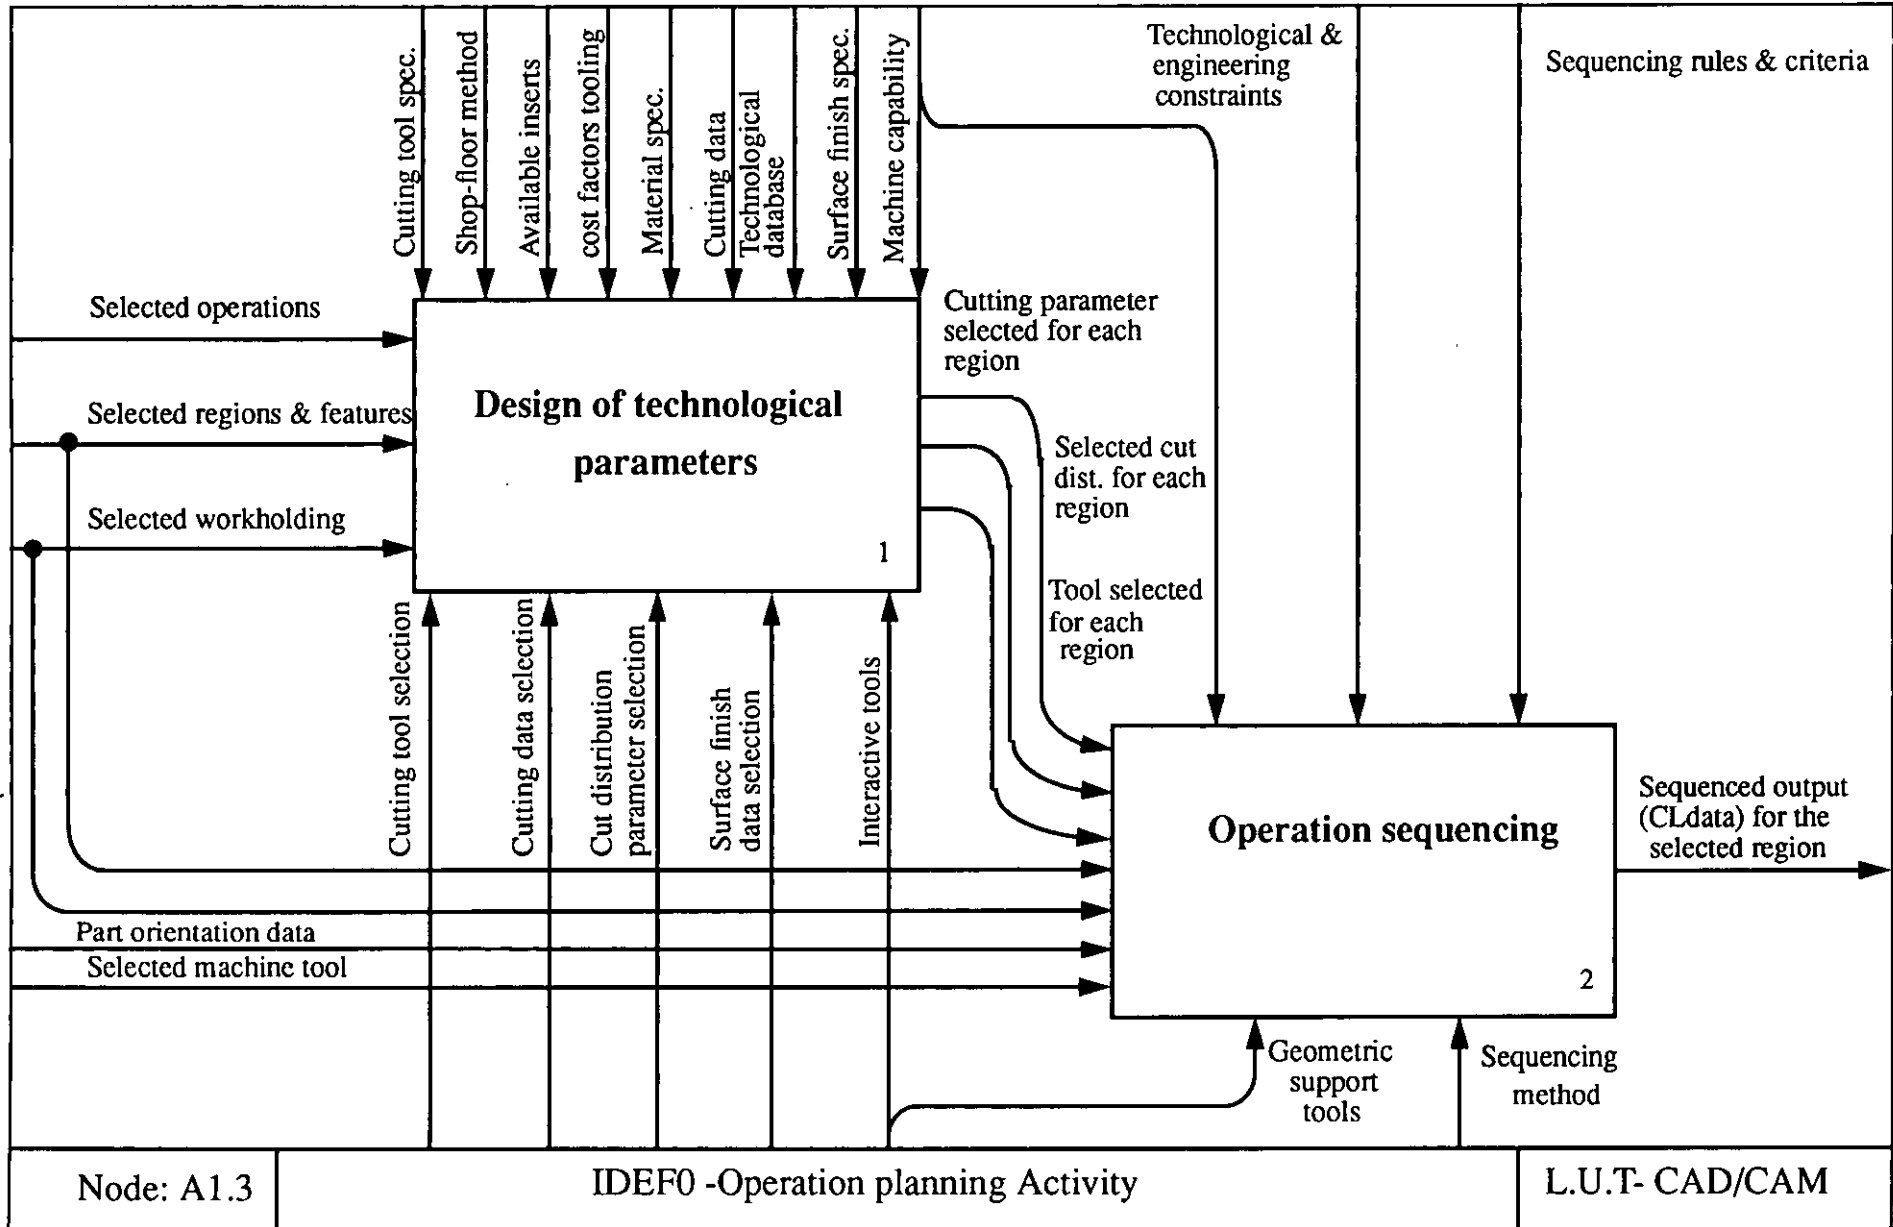 Cutting tool spec.
Shop-floor method
Available inserts
cost factors tooling
Material spec.
Cutting data
Technological
database
Surface finish spec.
Machine capability
Technological &
engineering
constraints
Sequencing rules & criteria
Selected operations
Selected regions & features
Selected workholding
Design of technological
parameters
1
Cutting parameter
selected for each
region
Selected cut
dist. for each
region
Tool selected
for each
region
Cutting tool selection
Cutting data selection
Cut distribution
parameter selection
Surface finish
data selection
Interactive tools
Operation sequencing
2
Sequenced output
(CLdata) for the
selected region
Part orientation data
Selected machine tool
Geometric
support
tools
Sequencing
method
Node: A1.3
IDEF0 -Operation planning Activity
L.U.T- CAD/CAM